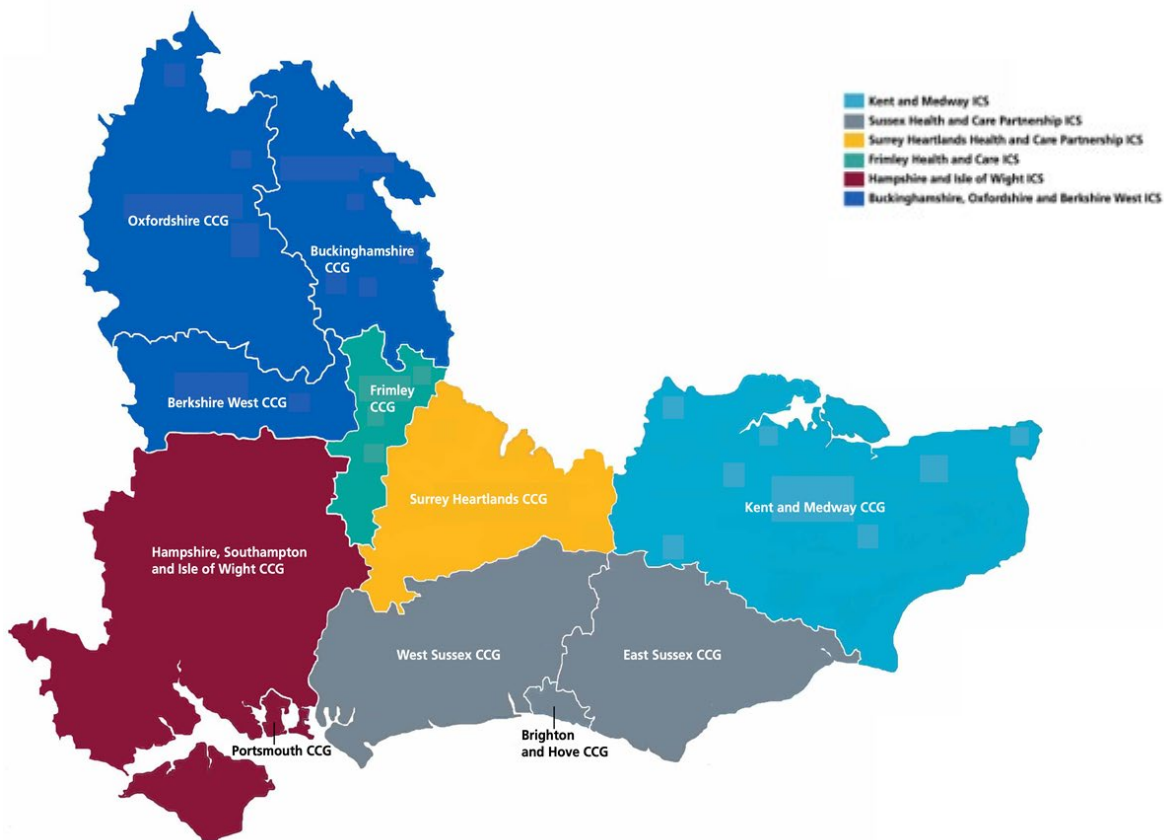 Kent and Medway ICS
Sussex Health and Care Partnership ICS
Surrey Heartlands Health and Care Partnership ICS
Frimley Health and Care ICS
Hampshire and Isle of Wight ICS
Buckinghamshire, Oxfordshire and Berkshire West ICS
Oxfordshire CCG
Buckinghamshire
CCG
Berkshire West CCG
Frimley
CCG
Surrey Heartlands CCG
Kent and Medway CCG
Hampshire, Southampton
and Isle of Wight CCG
West Sussex CCG
East Sussex CCG
Portsmouth CCG
Brighton
and Hove CCG